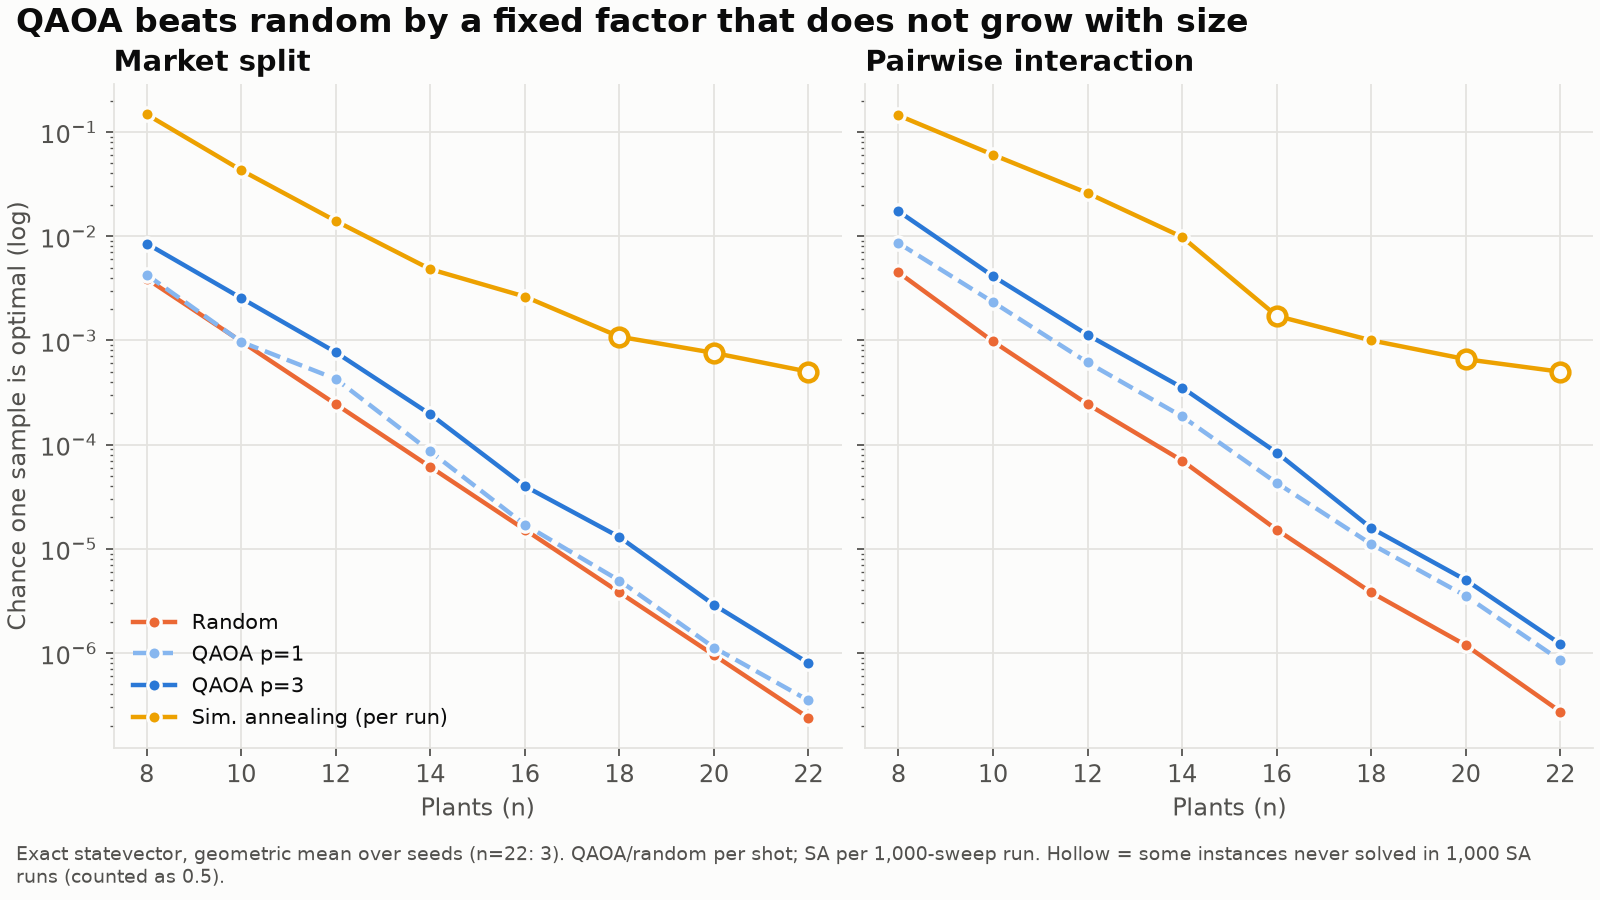 QAOA beats random by a fixed factor that does not grow with size
Market split
Pairwise interaction
Chance one sample is optimal (log)
10⁻¹
10⁻²
10⁻³
10⁻⁴
10⁻⁵
10⁻⁶
Random
QAOA p=1
QAOA p=3
Sim. annealing (per run)
8 10 12 14 16 18 20 22
8 10 12 14 16 18 20 22
Plants (n)
Plants (n)
Exact statevector, geometric mean over seeds (n=22: 3). QAOA/random per shot; SA per 1,000-sweep run. Hollow = some instances never solved in 1,000 SA
runs (counted as 0.5).